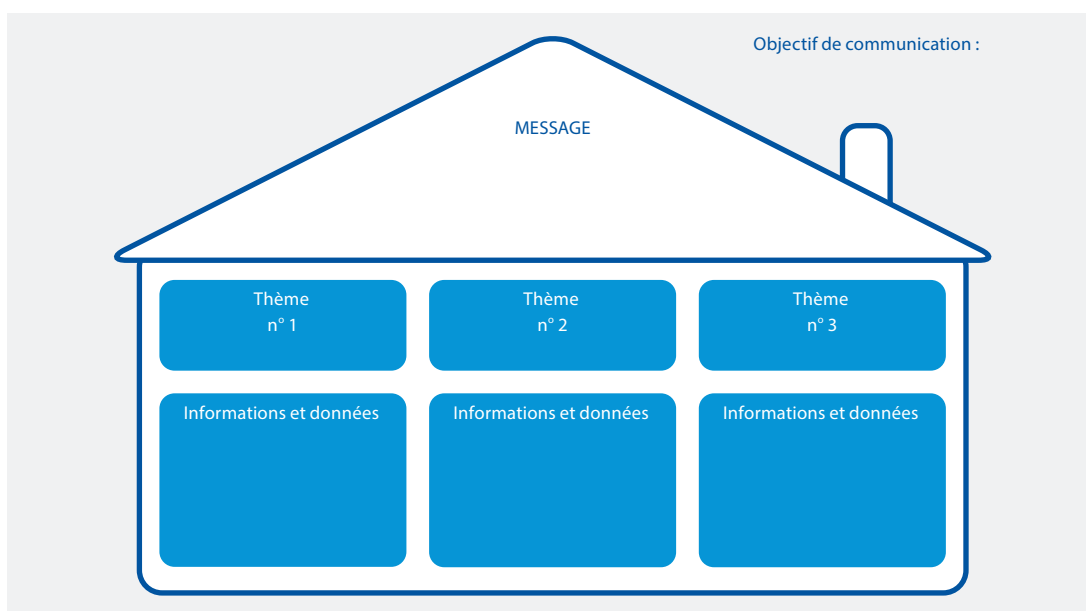 Objectif de communication :
MESSAGE
Thème
n° 1
Thème
n° 2
Thème
n° 3
Informations et données
Informations et données
Informations et données